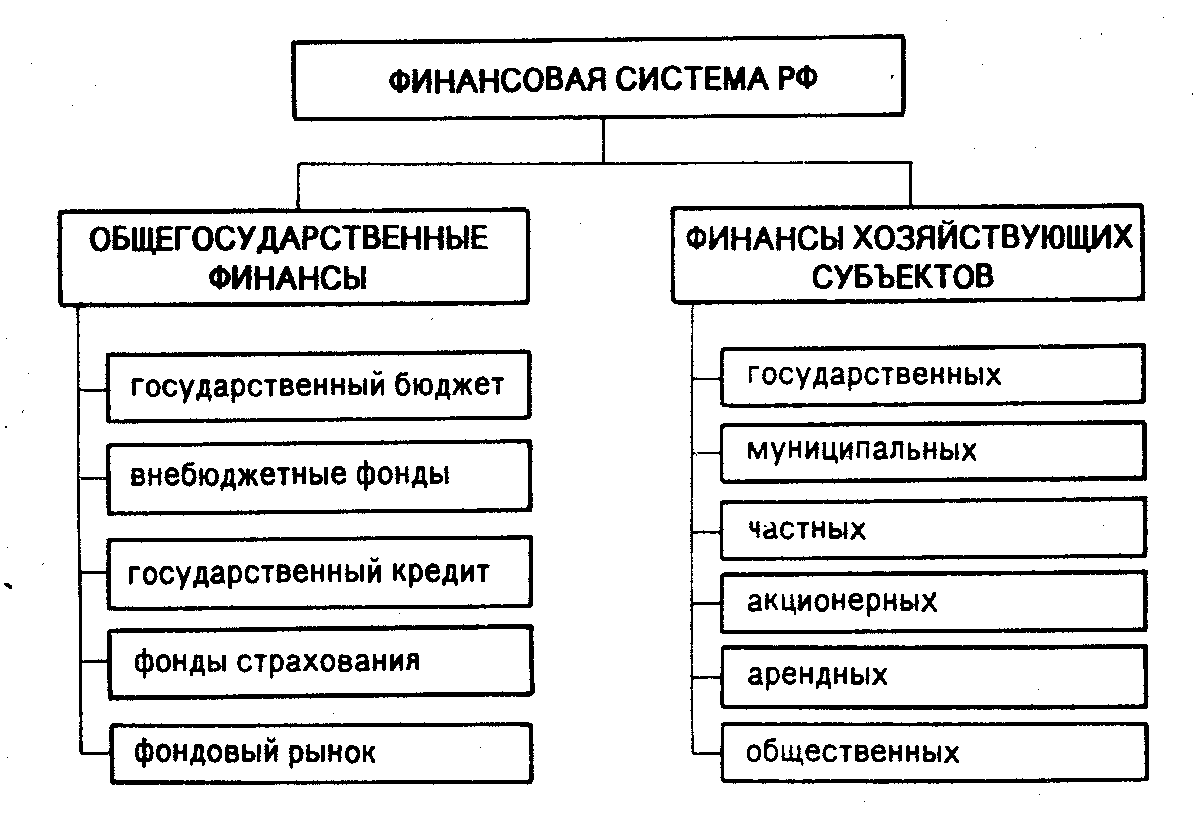 ФИНАНСОВАЯ СИСТЕМА РФ
ОБЩЕГОСУДАРСТВЕННЫЕ
ФИНАНСЫ
государственный бюджет
внебюджетные фонды
государственный кредит
фонды страхования
фондовый рынок
ФИНАНСЫ ХОЗЯЙСТВУЮЩИХ
СУБЪЕКТОВ
государственных
муниципальных
частных
акционерных
арендных
общественных